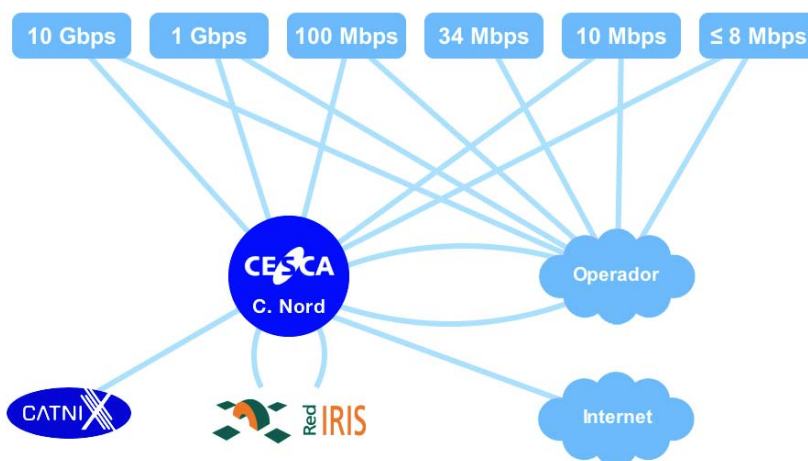 10 Gbps
1 Gbps
100 Mbps
34 Mbps
10 Mbps
≤ 8 Mbps
CESCA
C. Nord
Operador
CATNIX
Red IRIS
Internet